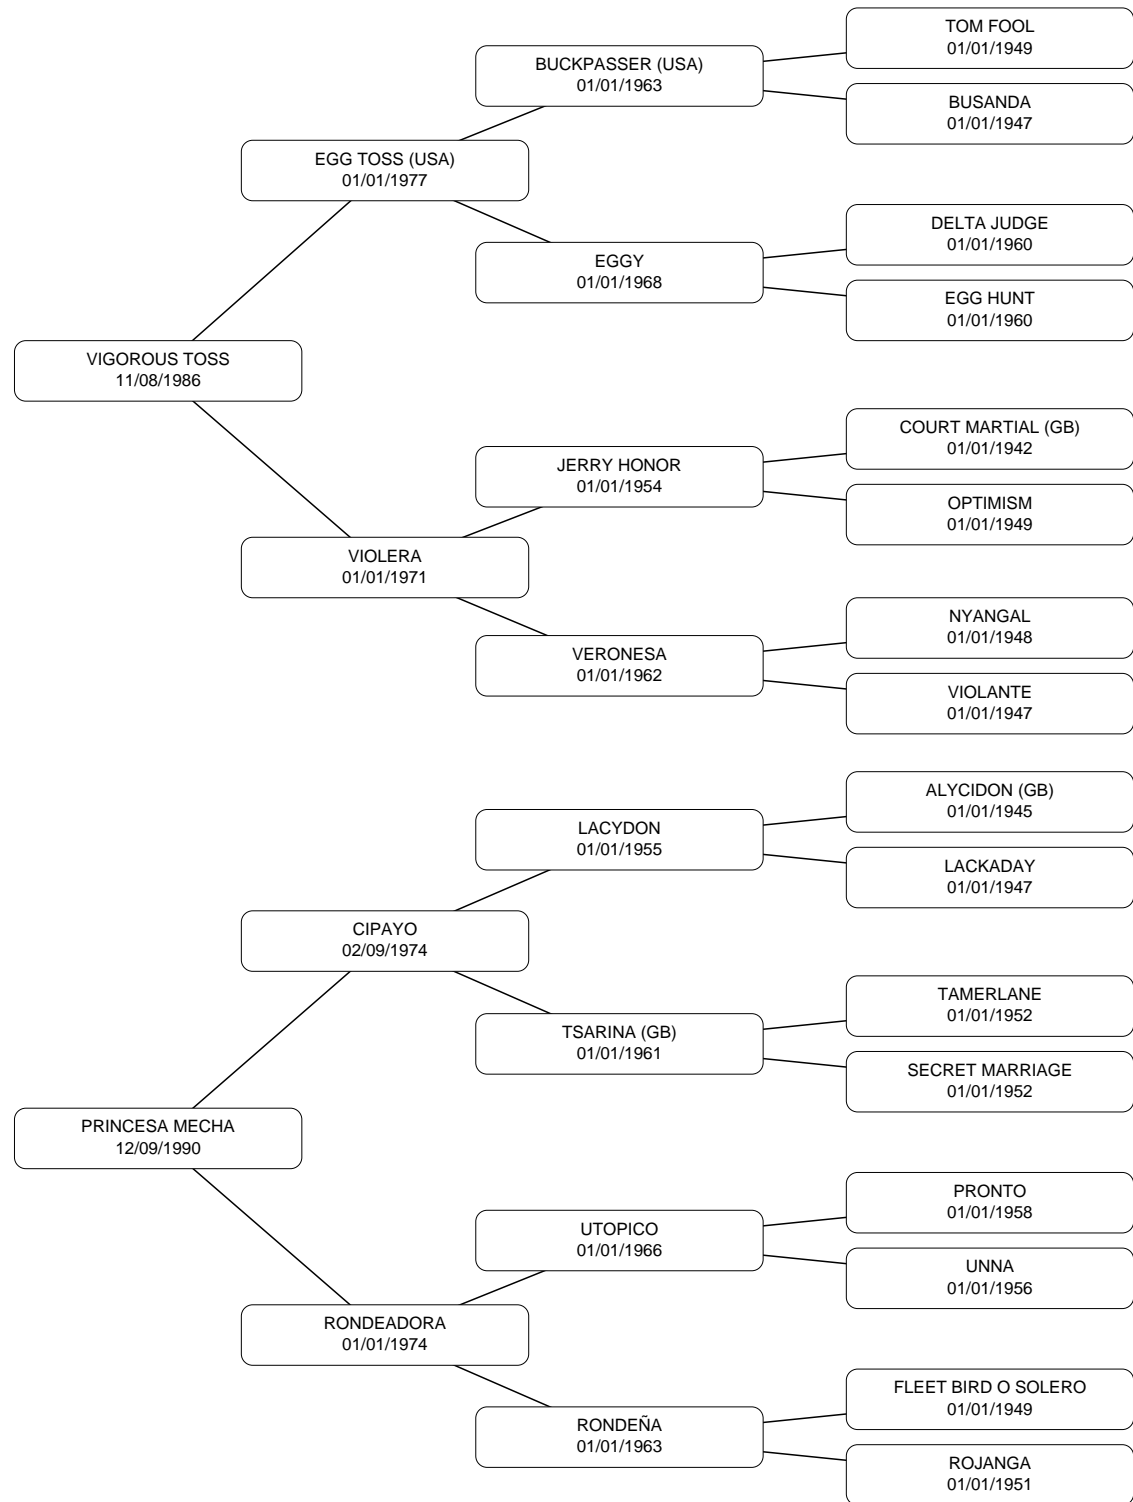 TOM FOOL
01/01/1949
BUCKPASSER (USA)
01/01/1963
BUSANDA
01/01/1947
EGG TOSS (USA)
01/01/1977
DELTA JUDGE
01/01/1960
EGGY
01/01/1968
EGG HUNT
01/01/1960
VIGOROUS TOSS
11/08/1986
COURT MARTIAL (GB)
01/01/1942
JERRY HONOR
01/01/1954
OPTIMISM
01/01/1949
VIOLERA
01/01/1971
NYANGAL
01/01/1948
VERONESA
01/01/1962
VIOLANTE
01/01/1947
ALYCIDON (GB)
01/01/1945
LACYDON
01/01/1955
LACKADAY
01/01/1947
CIPAYO
02/09/1974
TAMERLANE
01/01/1952
TSARINA (GB)
01/01/1961
SECRET MARRIAGE
01/01/1952
PRINCESA MECHA
12/09/1990
PRONTO
01/01/1958
UTOPICO
01/01/1966
UNNA
01/01/1956
RONDEADORA
01/01/1974
FLEET BIRD O SOLERO
01/01/1949
RONDEÑA
01/01/1963
ROJANGA
01/01/1951